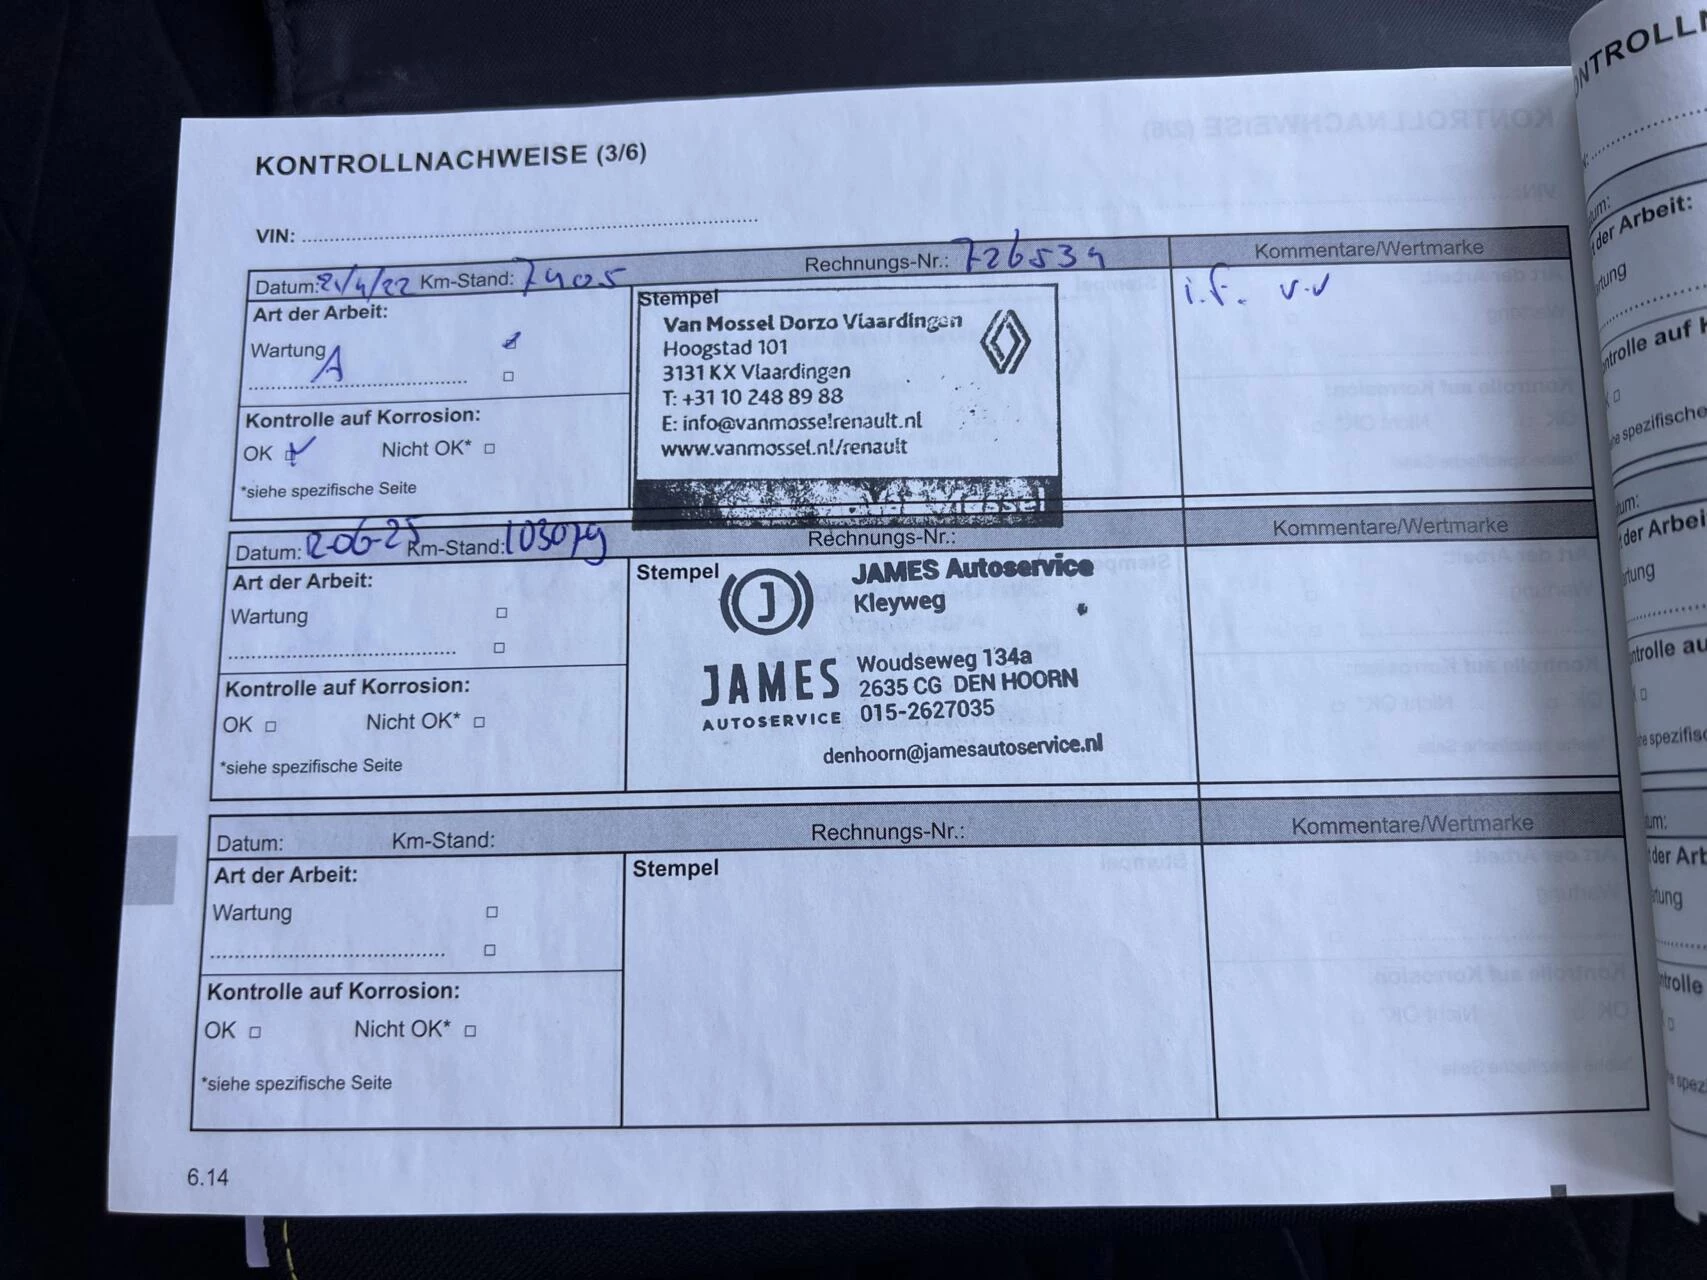 KONTROLLNACHWEISE (3/6)
VIN:
Datum: 21/4/22 Km-Stand: 7405 Rechnungs-Nr.: 726534 Kommentare/Wertmarke
Art der Arbeit:
Wartung
A
Kontrolle auf Korrosion:
OK Nicht OK*
*siehe spezifische Seite
Stempel
Van Mossel Dorzo Vlaardingen
Hoogstad 101
3131 KX Vlaardingen
T: +31 10 248 89 88
E: info@vanmosselrenault.nl
www.vanmossel.nl/renault
Datum: 2-06-25 Km-Stand: 103079 Rechnungs-Nr.: Kommentare/Wertmarke
Art der Arbeit:
Wartung
Kontrolle auf Korrosion:
OK Nicht OK*
*siehe spezifische Seite
Stempel
JAMES Autoservice
Kleyweg
J
JAMES
AUTOSERVICE
Woudseweg 134a
2635 CG DEN HOORN
015-2627035
denhoorn@jamesautoservice.nl
Datum: Km-Stand: Rechnungs-Nr.: Kommentare/Wertmarke
Art der Arbeit:
Wartung
Kontrolle auf Korrosion:
OK Nicht OK*
*siehe spezifische Seite
Stempel
6.14